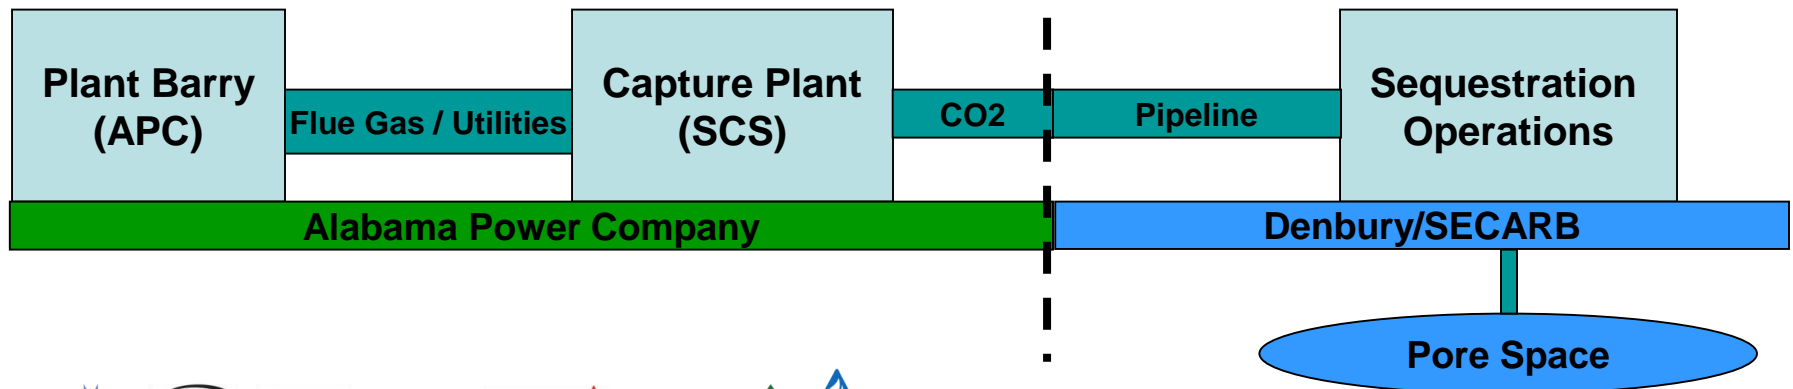 Plant Barry
(APC)
Flue Gas / Utilities
Capture Plant
(SCS)
CO2
Pipeline
Sequestration
Operations
Alabama Power Company
Denbury/SECARB
Pore Space